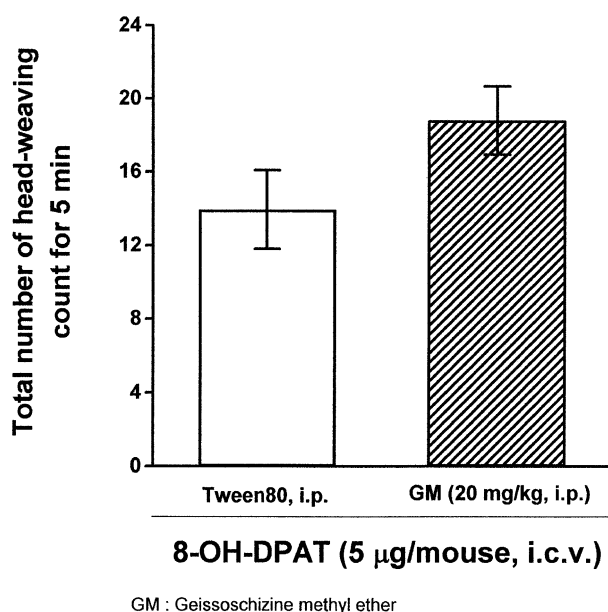 Total number of head-weaving
count for 5 min
24
20
16
12
8
4
0
Tween80, i.p.
GM (20 mg/kg, i.p.)
8-OH-DPAT (5 μg/mouse, i.c.v.)
GM : Geissoschizine methyl ether